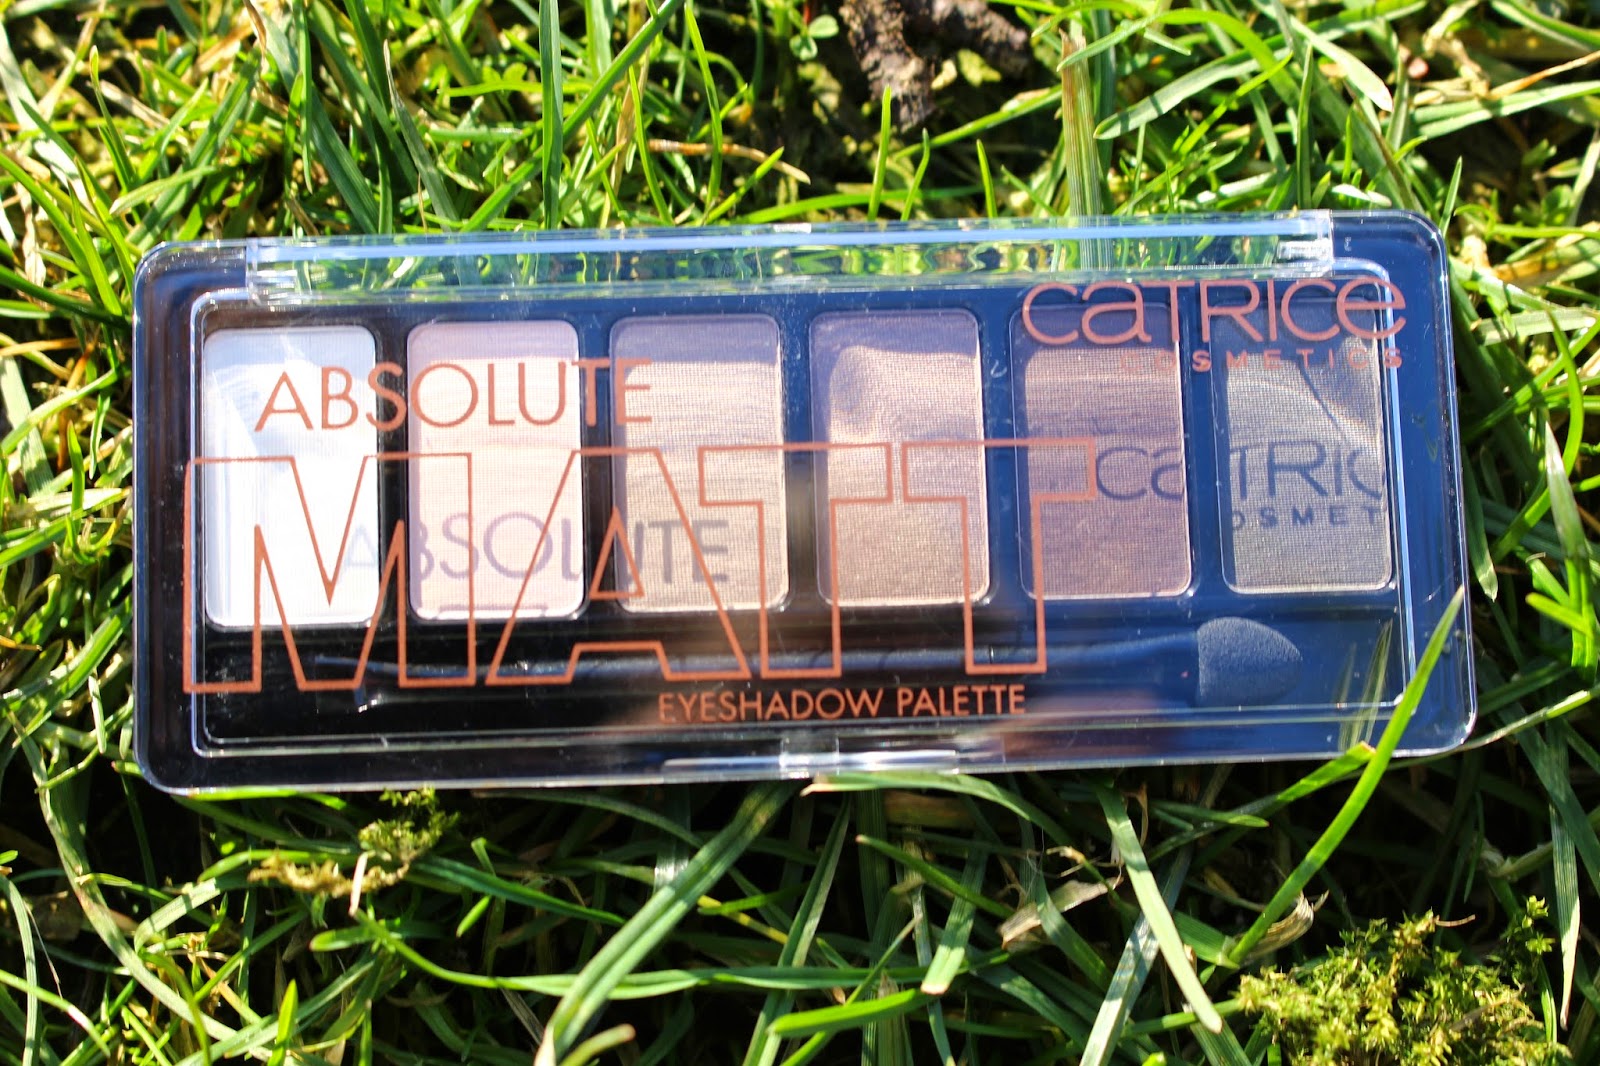 CATRICE
COSMETICS
ABSOLUTE
MATT
EYESHADOW PALETTE